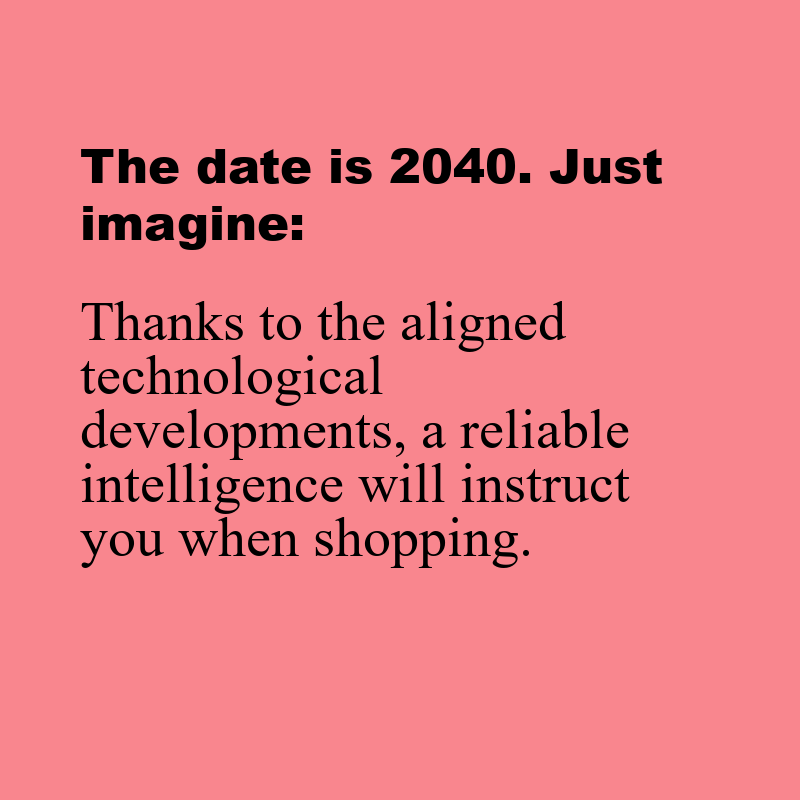 The date is 2040. Just
imagine:
Thanks to the aligned
technological
developments, a reliable
intelligence will instruct
you when shopping.